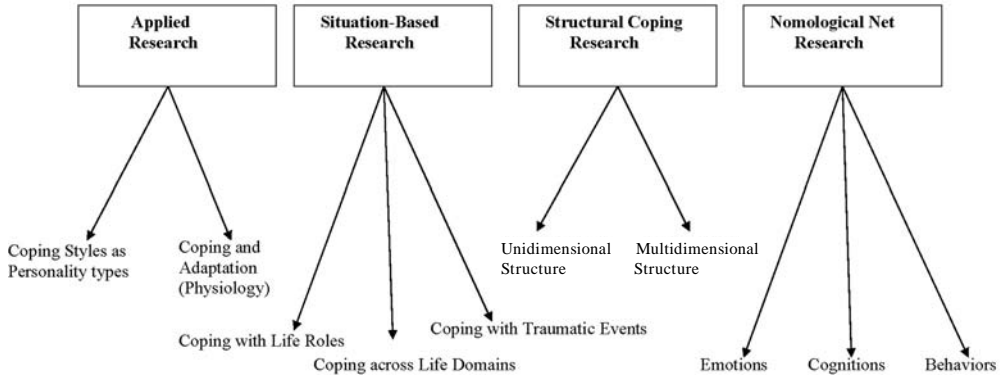 Applied
Research
Situation-Based
Research
Structural Coping
Research
Nomological Net
Research
Coping Styles as
Personality types
Coping and
Adaptation
(Physiology)
Unidimensional
Structure
Multidimensional
Structure
Coping with Life Roles
Coping across Life Domains
Coping with Traumatic Events
Emotions
Cognitions
Behaviors